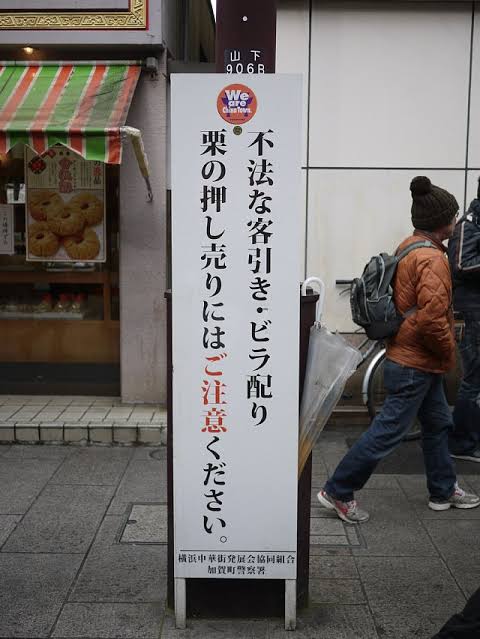 山下
906B
We
are
China Town.
不法な客引き・ビラ配り
栗の押し売りにはご注意ください。
横浜中華街発展会協同組合
加賀町警察署